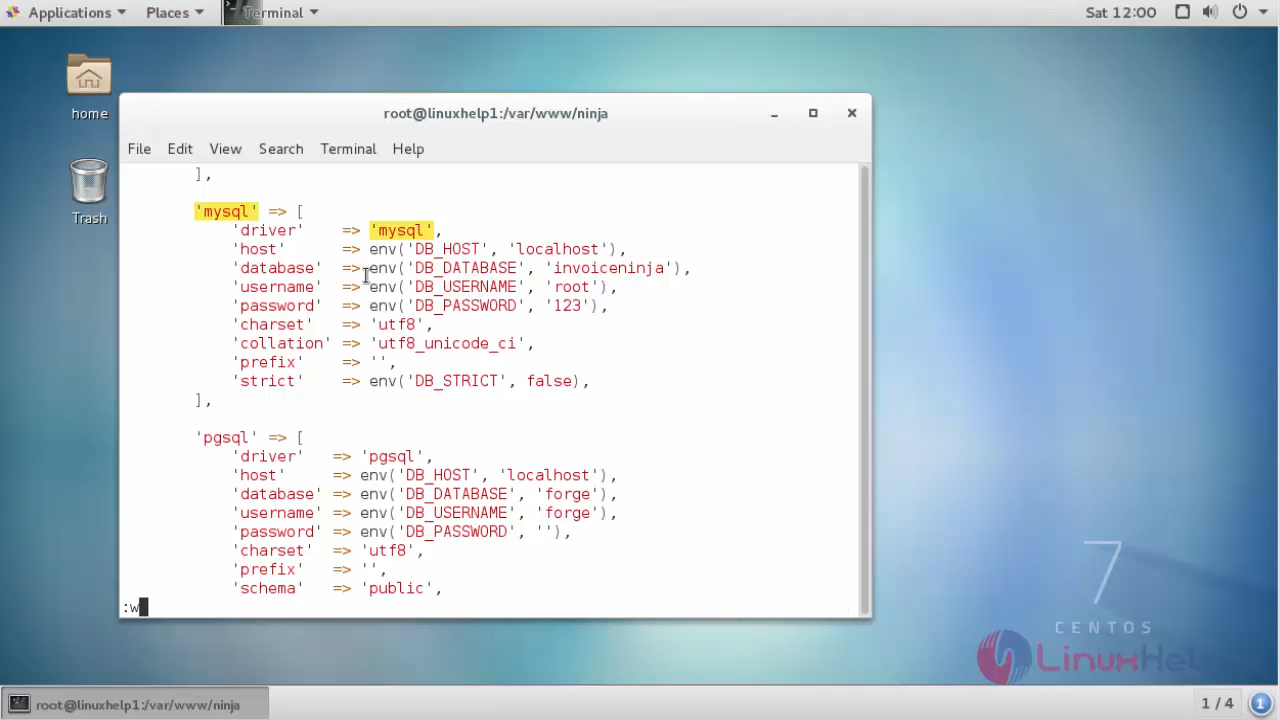 Applications Places Terminal Sat 12:00
home
Trash
root@linuxhelp1:/var/www/ninja
File Edit View Search Terminal Help
],
'mysql' => [
'driver' => 'mysql',
'host' => env('DB_HOST', 'localhost'),
'database' => env('DB_DATABASE', 'invoiceninja'),
'username' => env('DB_USERNAME', 'root'),
'password' => env('DB_PASSWORD', '123'),
'charset' => 'utf8',
'collation' => 'utf8_unicode_ci',
'prefix' => '',
'strict' => env('DB_STRICT', false),
],
'pgsql' => [
'driver' => 'pgsql',
'host' => env('DB_HOST', 'localhost'),
'database' => env('DB_DATABASE', 'forge'),
'username' => env('DB_USERNAME', 'forge'),
'password' => env('DB_PASSWORD', ''),
'charset' => 'utf8',
'prefix' => '',
'schema' => 'public',
:w
7
CENTOS
LinuxHelp
root@linuxhelp1:/var/www/ninja 1 / 4 1